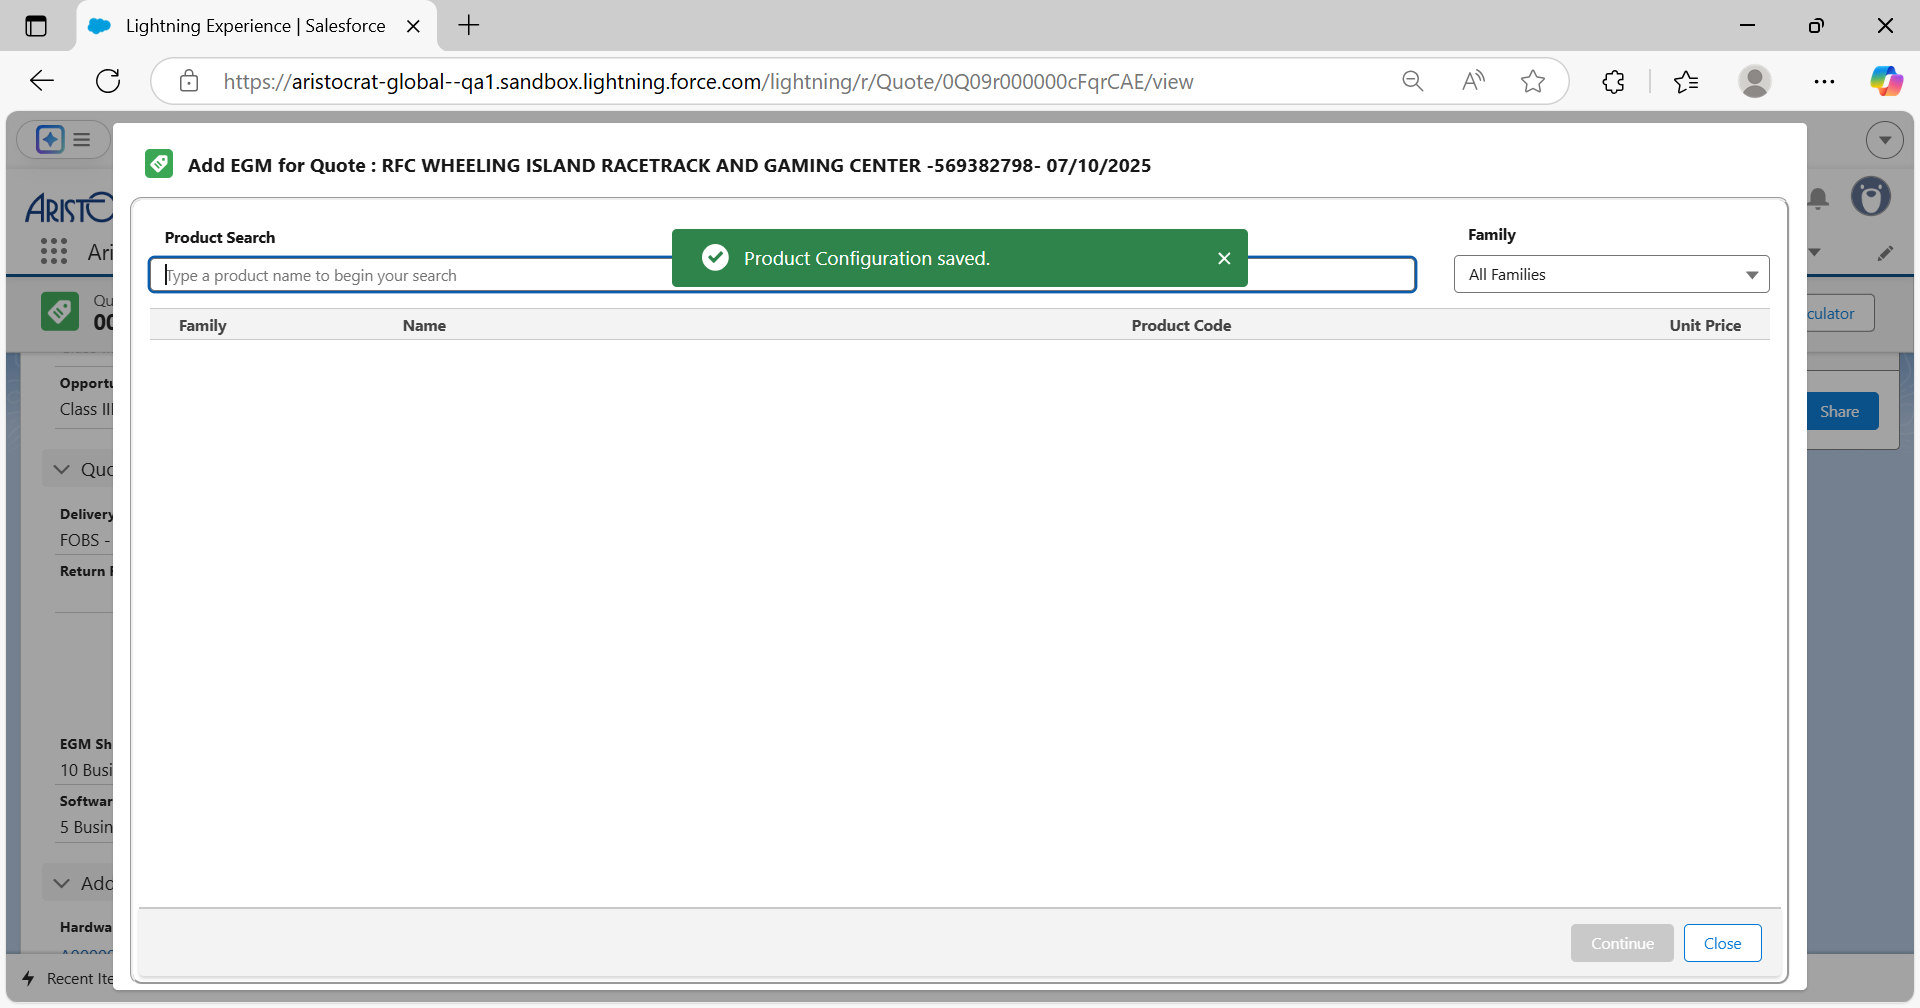 Lightning Experience | Salesforce
https://aristocrat-global--qa1.sandbox.lightning.force.com/lightning/r/Quote/0Q09r000000cFqrCAE/view
Add EGM for Quote : RFC WHEELING ISLAND RACETRACK AND GAMING CENTER -569382798- 07/10/2025
ARISTO
Ari
Product Search
Family
Product Configuration saved.
Type a product name to begin your search
All Families
Qu
00
culator
Family Name Product Code Unit Price
Opportu
Class III
Share
Quo
Delivery
FOBS -
Return
EGM Sh
10 Busi
Softwar
5 Busin
Add
Hardwa
Continue
Close
Recent Ite